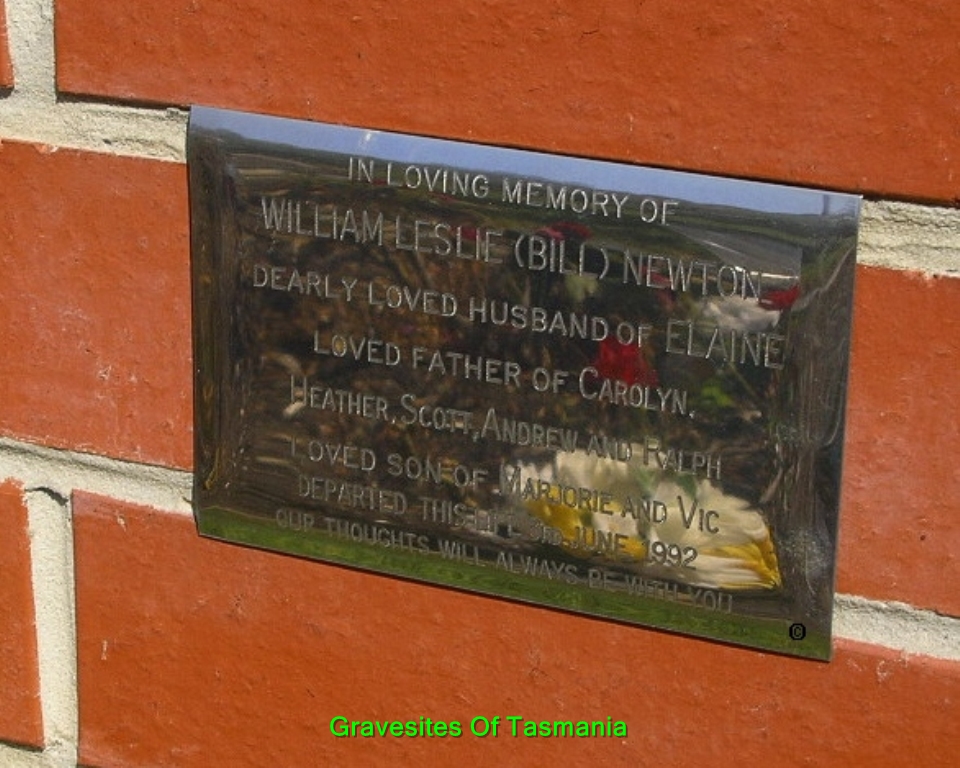 IN LOVING MEMORY OF
WILLIAM LESLIE (BILL) NEWTON
DEARLY LOVED HUSBAND OF ELAINE
LOVED FATHER OF CAROLYN,
HEATHER, SCOTT, ANDREW AND RALPH
LOVED SON OF MARJORIE AND VIC
DEPARTED THIS LIFE 3RD JUNE 1992
OUR THOUGHTS WILL ALWAYS BE WITH YOU
©
Gravesites Of Tasmania